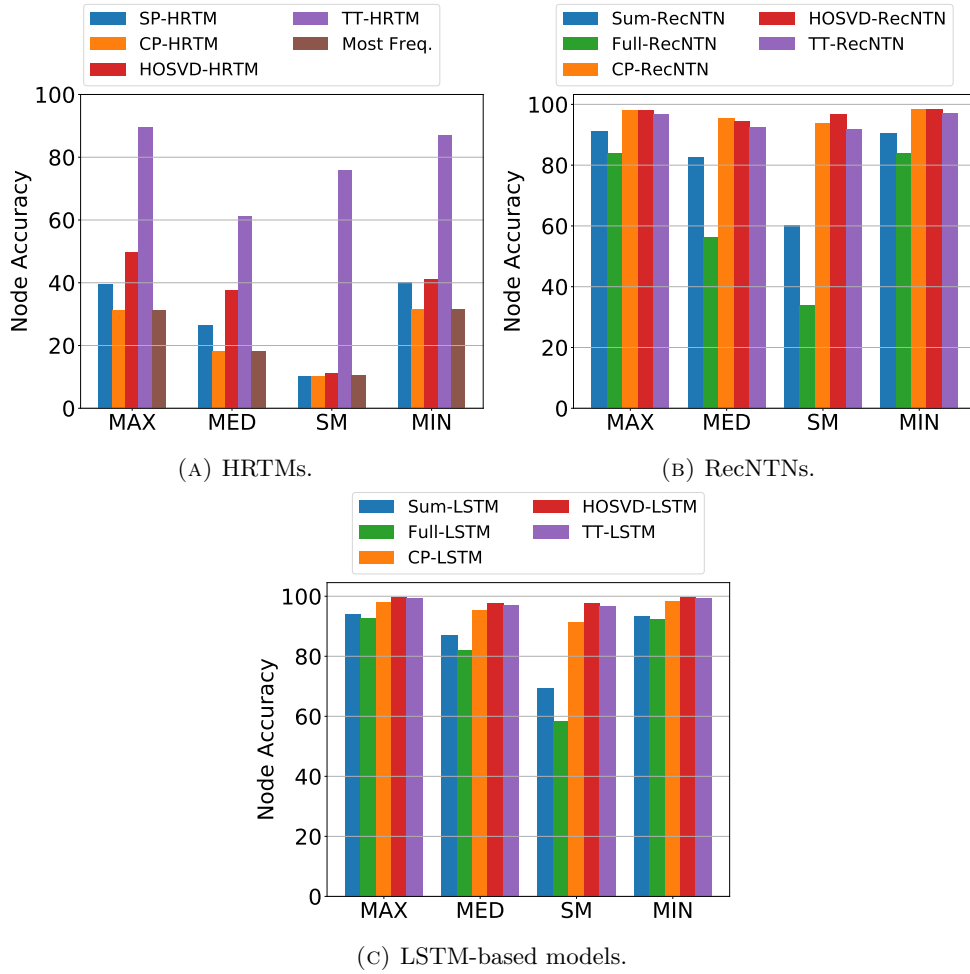 SP-HRTM TT-HRTM
CP-HRTM Most Freq.
HOSVD-HRTM
100
80
60
40
20
0
Node Accuracy
MAX MED SM MIN
(A) HRTMs.
Sum-RecNTN HOSVD-RecNTN
Full-RecNTN TT-RecNTN
CP-RecNTN
100
80
60
40
20
0
Node Accuracy
MAX MED SM MIN
(B) RecNTNs.
Sum-LSTM HOSVD-LSTM
Full-LSTM TT-LSTM
CP-LSTM
100
80
60
40
20
0
Node Accuracy
MAX MED SM MIN
(C) LSTM-based models.